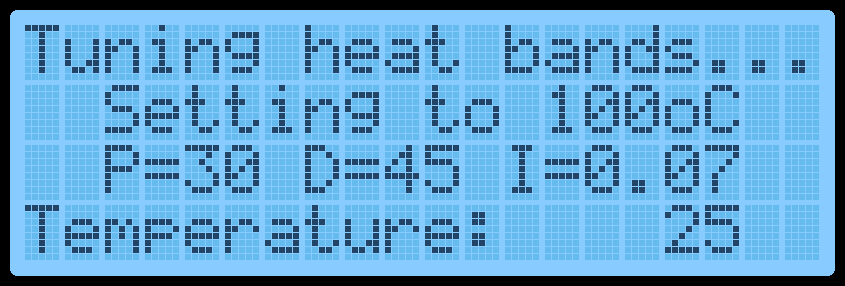 Tuning heat bands...
Setting to 100oC
P=30 D=45 I=0.07
Temperature: 25